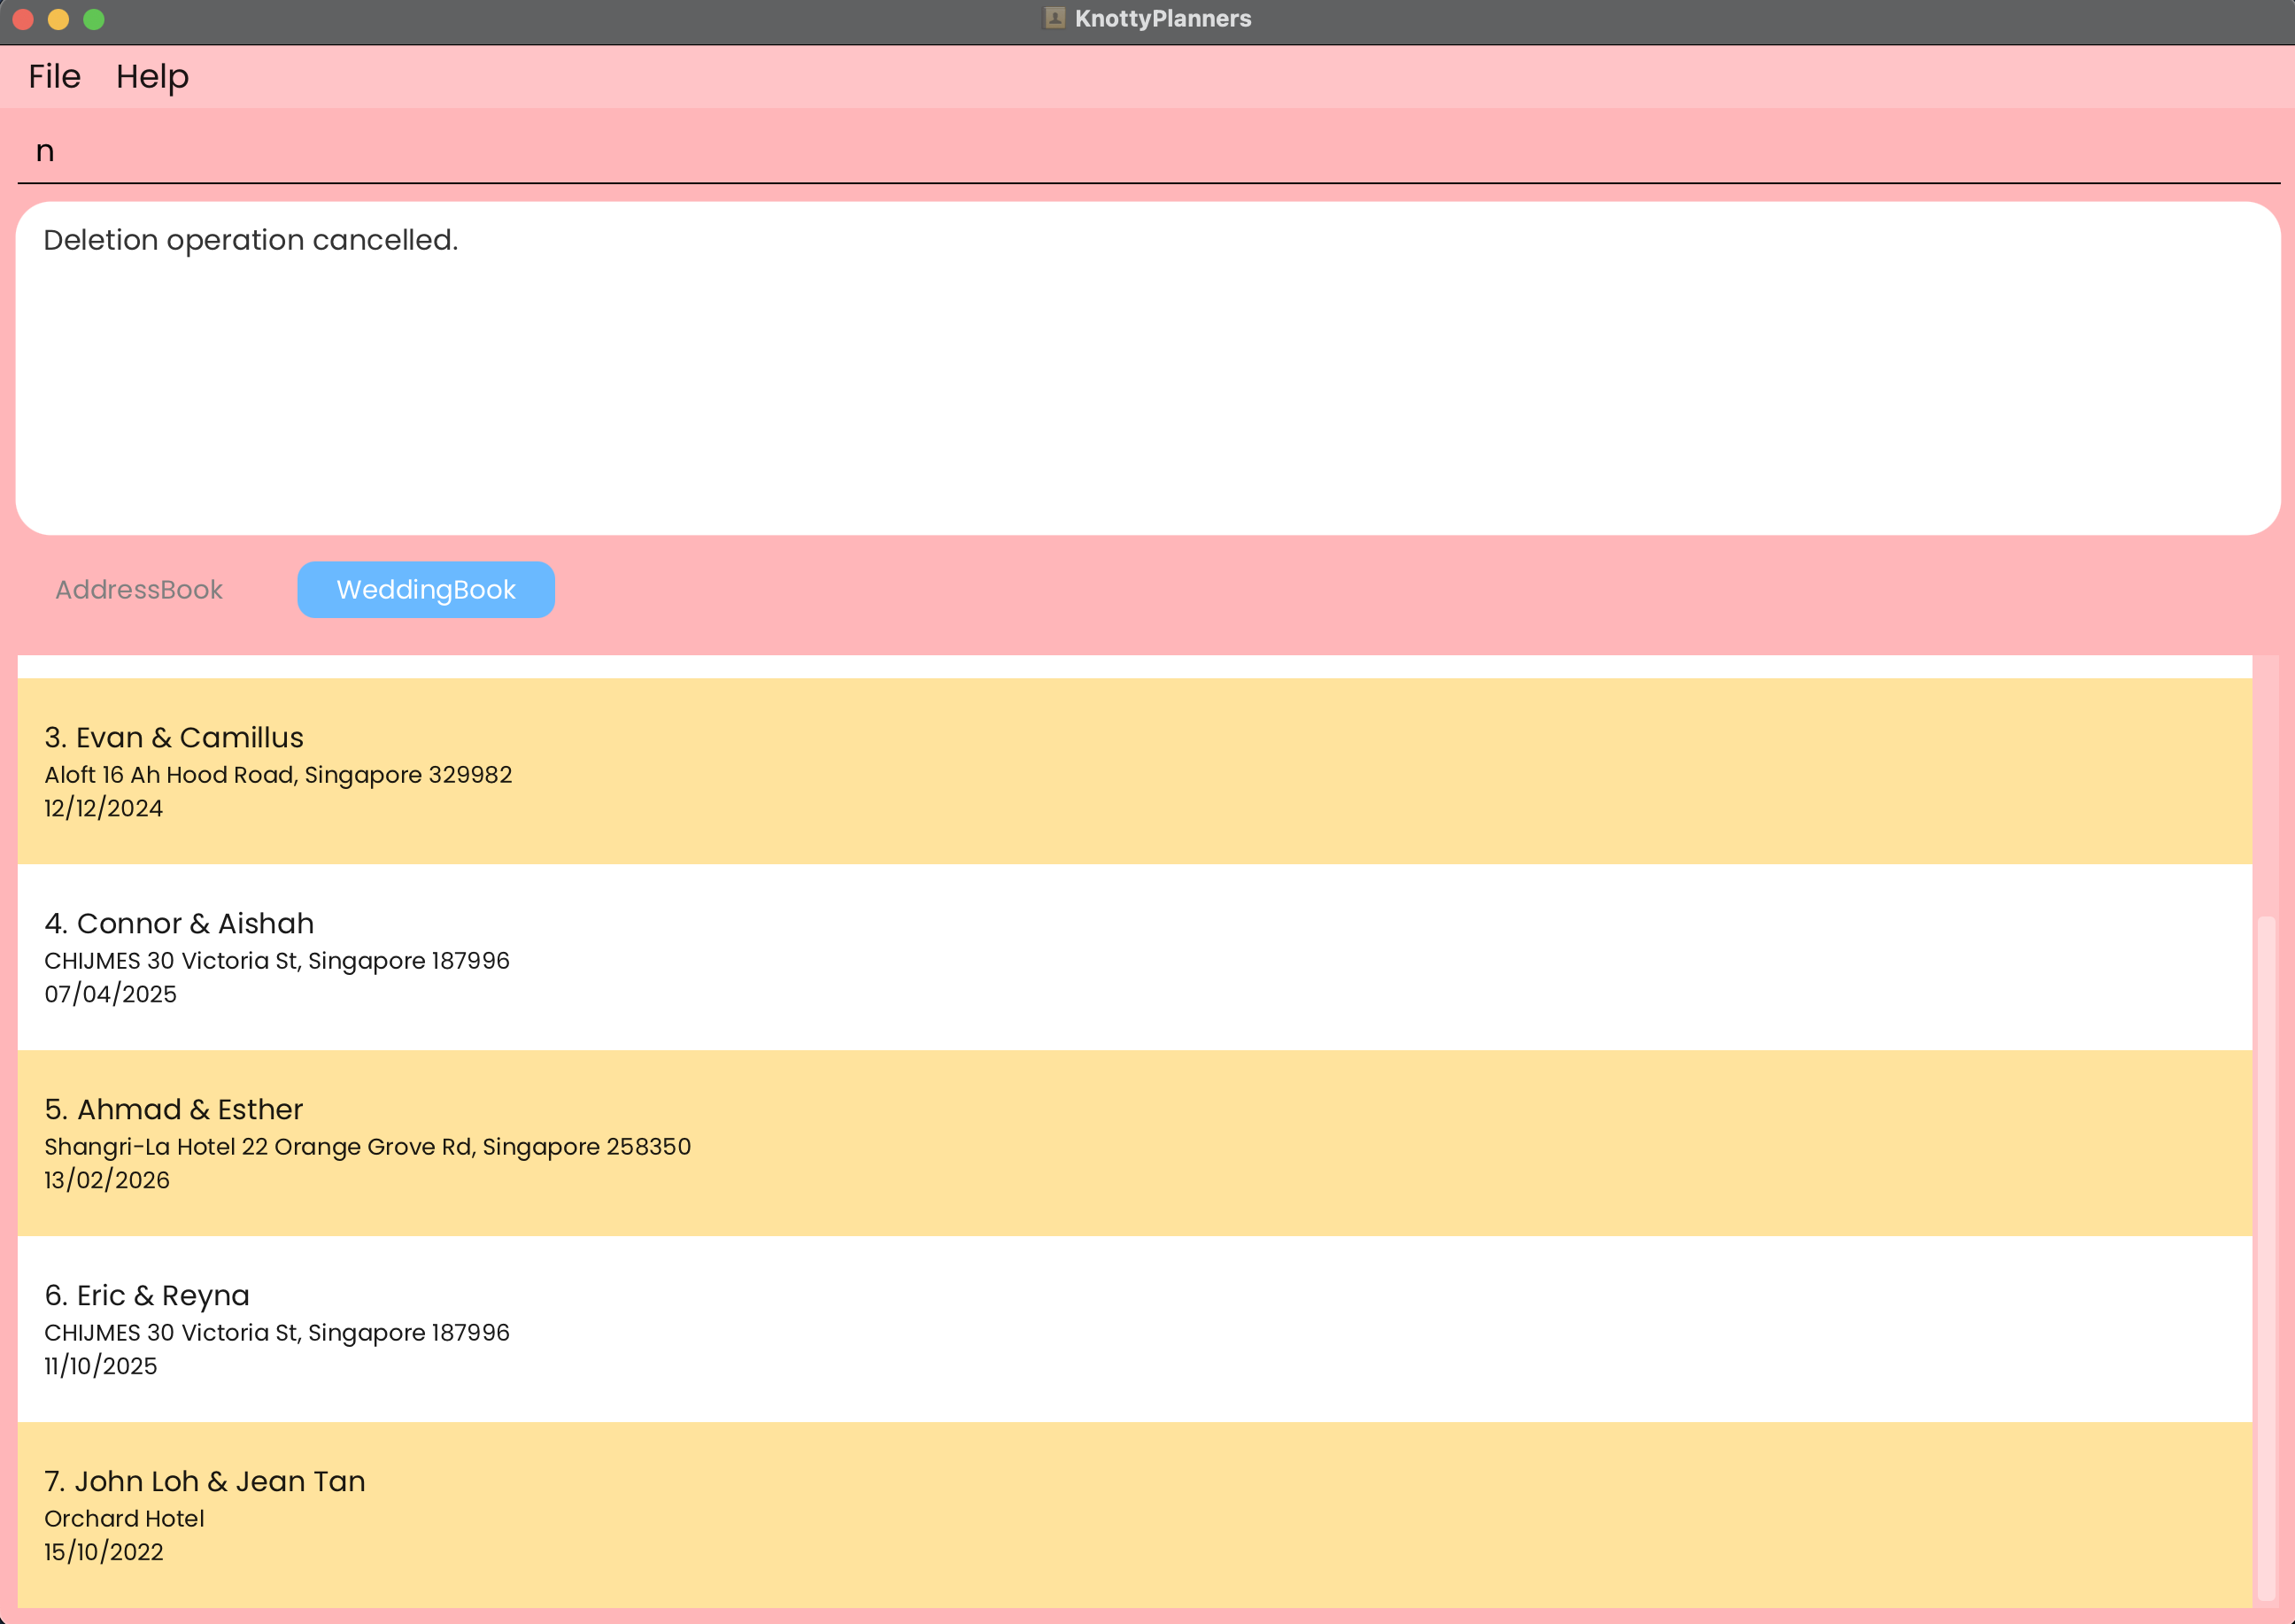 KnottyPlanners
File Help
n
Deletion operation cancelled.
AddressBook WeddingBook
3. Evan & Camillus
Aloft 16 Ah Hood Road, Singapore 329982
12/12/2024
4. Connor & Aishah
CHIJMES 30 Victoria St, Singapore 187996
07/04/2025
5. Ahmad & Esther
Shangri-La Hotel 22 Orange Grove Rd, Singapore 258350
13/02/2026
6. Eric & Reyna
CHIJMES 30 Victoria St, Singapore 187996
11/10/2025
7. John Loh & Jean Tan
Orchard Hotel
15/10/2022